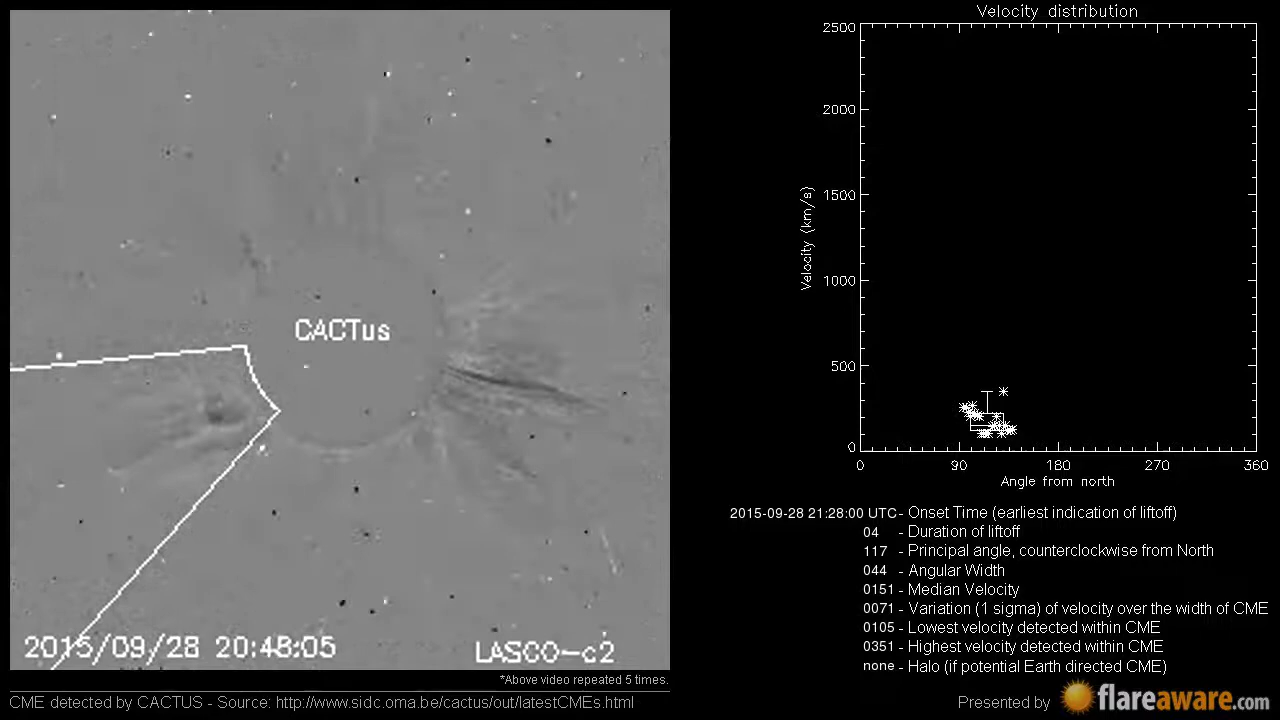 CACTus
2015/09/28 20:48:05
LASCO-c2
*Above video repeated 5 times.
CME detected by CACTUS - Source: http://www.sidc.oma.be/cactus/out/latestCMEs.html
Velocity distribution
2500
2000
1500
1000
500
0
Velocity (km/s)
0 90 180 270 360
Angle from north
2015-09-28 21:28:00 UTC - Onset Time (earliest indication of liftoff)
04 - Duration of liftoff
117 - Principal angle, counterclockwise from North
044 - Angular Width
0151 - Median Velocity
0071 - Variation (1 sigma) of velocity over the width of CME
0105 - Lowest velocity detected within CME
0351 - Highest velocity detected within CME
none - Halo (if potential Earth directed CME)
Presented by flareaware.com